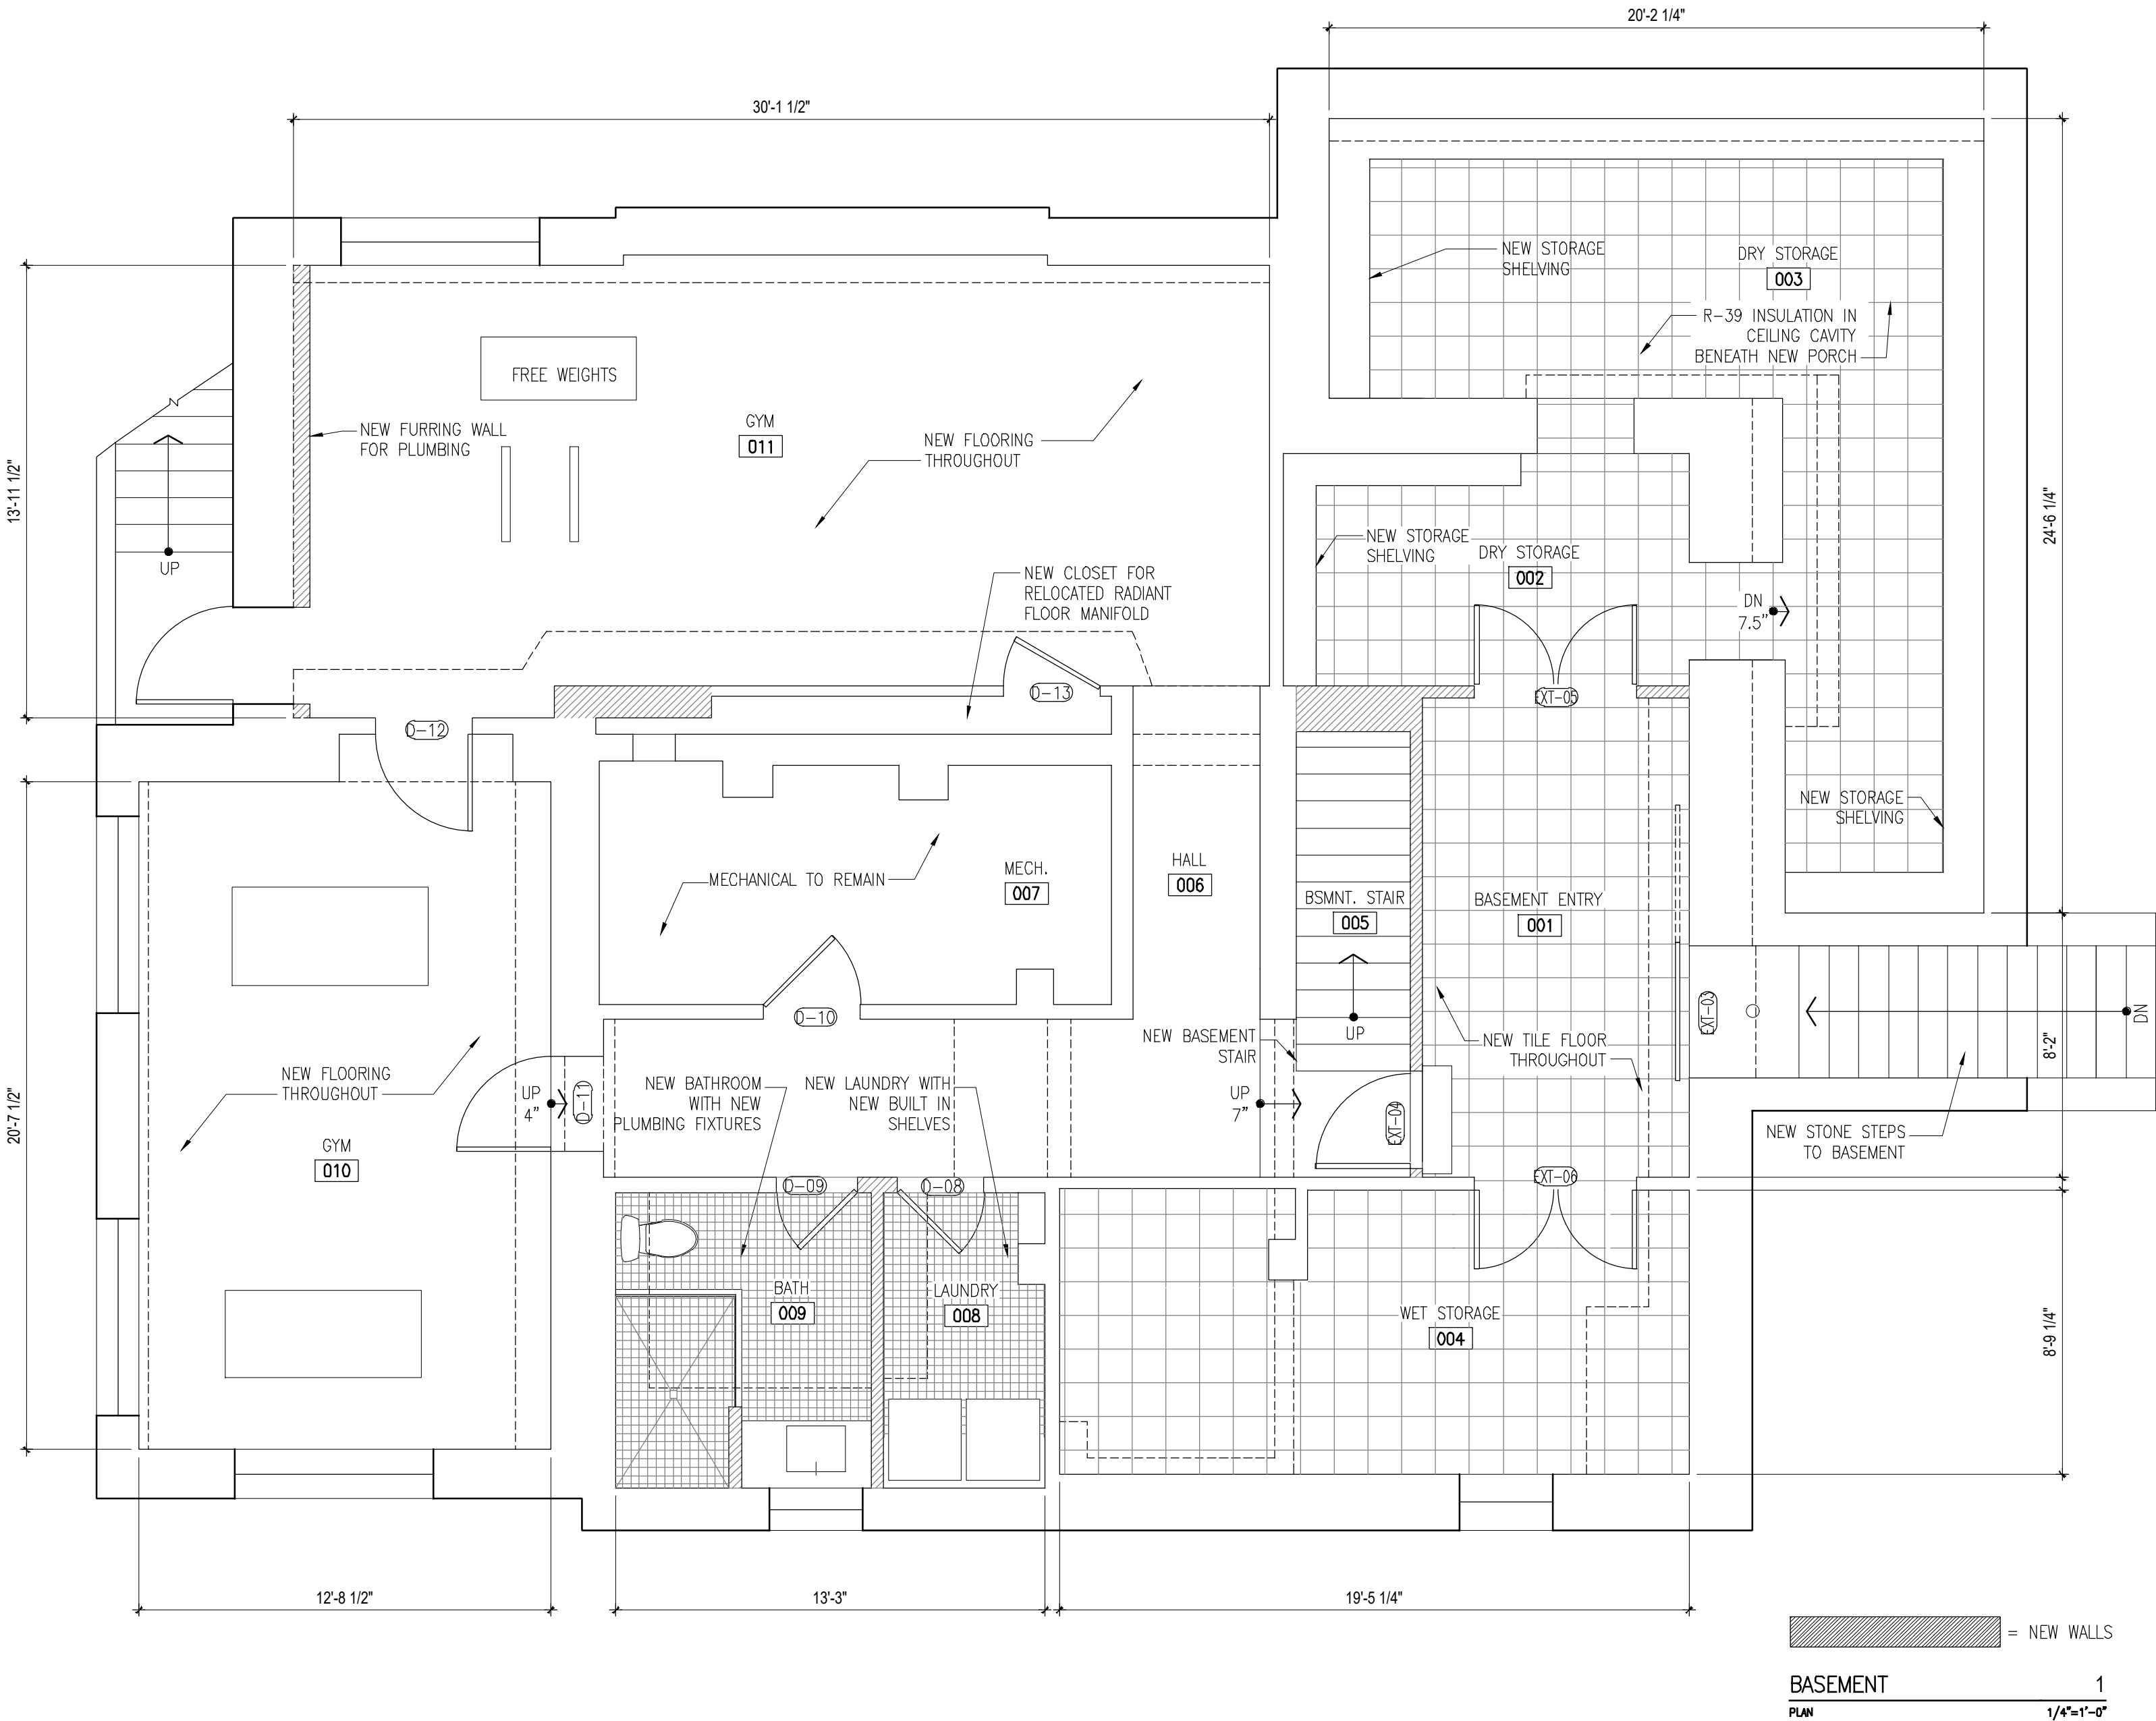 20'-2 1/4"
30'-1 1/2"
NEW STORAGE
SHELVING
DRY STORAGE
003
R-39 INSULATION IN
CEILING CAVITY
BENEATH NEW PORCH
FREE WEIGHTS
GYM
011
NEW FURRING WALL
FOR PLUMBING
NEW FLOORING
THROUGHOUT
13'-11 1/2"
24'-6 1/4"
UP
NEW STORAGE
SHELVING
DRY STORAGE
002
NEW CLOSET FOR
RELOCATED RADIANT
FLOOR MANIFOLD
DN
7.5"
D-13
EXT-05
D-12
NEW STORAGE
SHELVING
MECHANICAL TO REMAIN
MECH.
007
HALL
006
BSMNT. STAIR
005
BASEMENT ENTRY
001
D-10
EXT-03
DN
UP
NEW BASEMENT
STAIR
NEW TILE FLOOR
THROUGHOUT
8'-2"
20'-7 1/2"
NEW FLOORING
THROUGHOUT
UP
4"
D-11
NEW BATHROOM
WITH NEW
PLUMBING FIXTURES
NEW LAUNDRY WITH
NEW BUILT IN
SHELVES
UP
7"
EXT-04
NEW STONE STEPS
TO BASEMENT
GYM
010
D-09
D-08
EXT-06
BATH
009
LAUNDRY
008
WET STORAGE
004
8'-9 1/4"
12'-8 1/2"
13'-3"
19'-5 1/4"
= NEW WALLS
BASEMENT 1
PLAN 1/4"=1'-0"